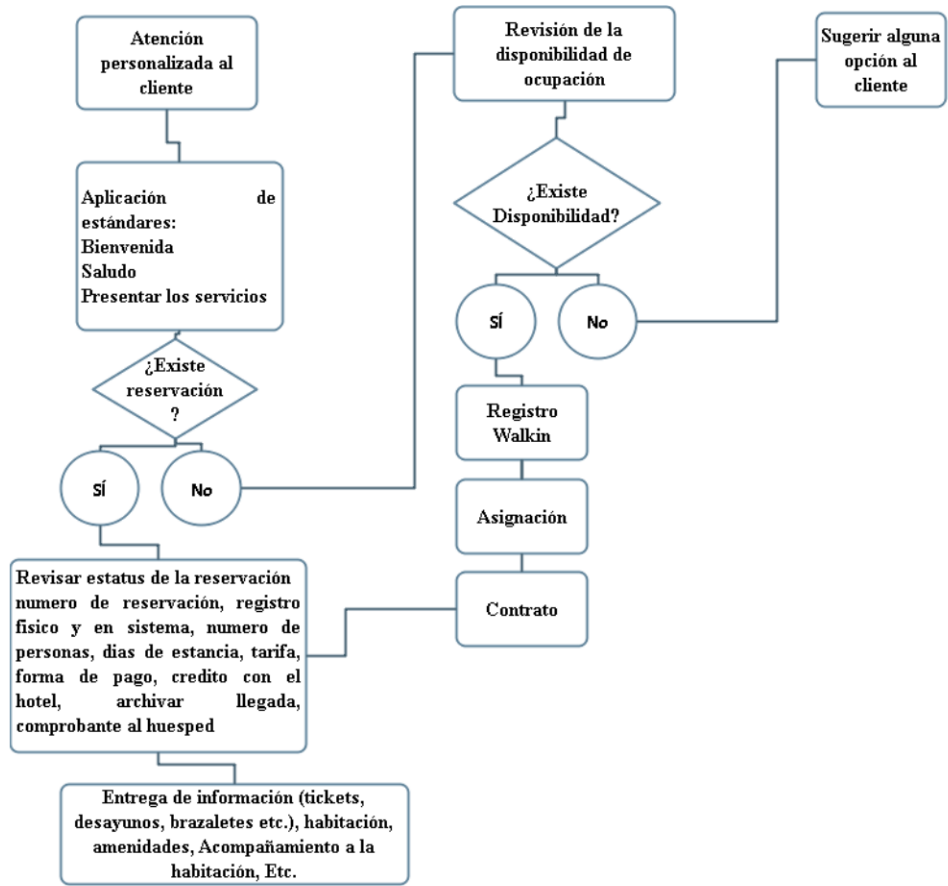 Atención
personalizada al
cliente
Aplicación de
estándares:
Bienvenida
Saludo
Presentar los servicios
¿Existe
reservación
?
SÍ
No
Revisar estatus de la reservación
numero de reservación, registro
fisico y en sistema, numero de
personas, dias de estancia, tarifa,
forma de pago, credito con el
hotel, archivar llegada,
comprobante al huesped
Entrega de información (tickets,
desayunos, brazaletes etc.), habitación,
amenidades, Acompañamiento a la
habitación, Etc.
Revisión de la
disponibilidad de
ocupación
¿Existe
Disponibilidad?
SÍ
No
Registro
Walkin
Asignación
Contrato
Sugerir alguna
opción al
cliente